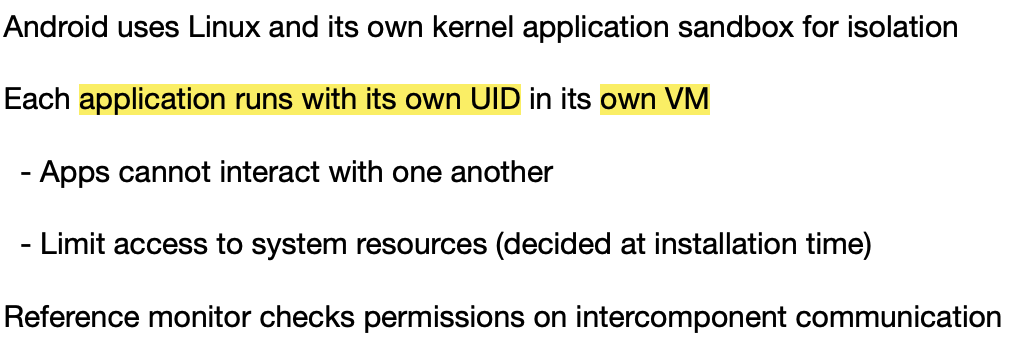 Android uses Linux and its own kernel application sandbox for isolation
Each application runs with its own UID in its own VM
- Apps cannot interact with one another
- Limit access to system resources (decided at installation time)
Reference monitor checks permissions on intercomponent communication